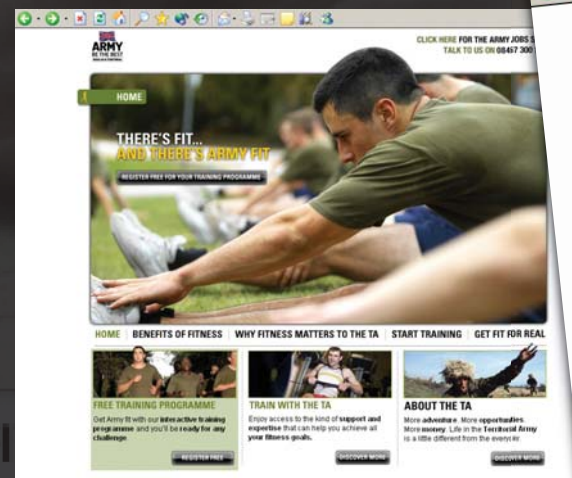 ARMY
BE THE BEST
CLICK HERE FOR THE ARMY JOBS
TALK TO US ON 08457 300
HOME
THERE'S FIT...
AND THERE'S ARMY FIT
REGISTER FREE FOR YOUR TRAINING PROGRAMME
HOME BENEFITS OF FITNESS WHY FITNESS MATTERS TO THE TA START TRAINING GET FIT FOR REAL
FREE TRAINING PROGRAMME
Get Army fit with our interactive training
programme and you'll be ready for any
challenge
REGISTER FREE
TRAIN WITH THE TA
Enjoy access to the kind of support and
expertise that can help you achieve all
your fitness goals.
DISCOVER MORE
ABOUT THE TA
More adventure. More opportunities.
More money. Life in the Territorial Army
is a little different from the everyday
DISCOVER MORE